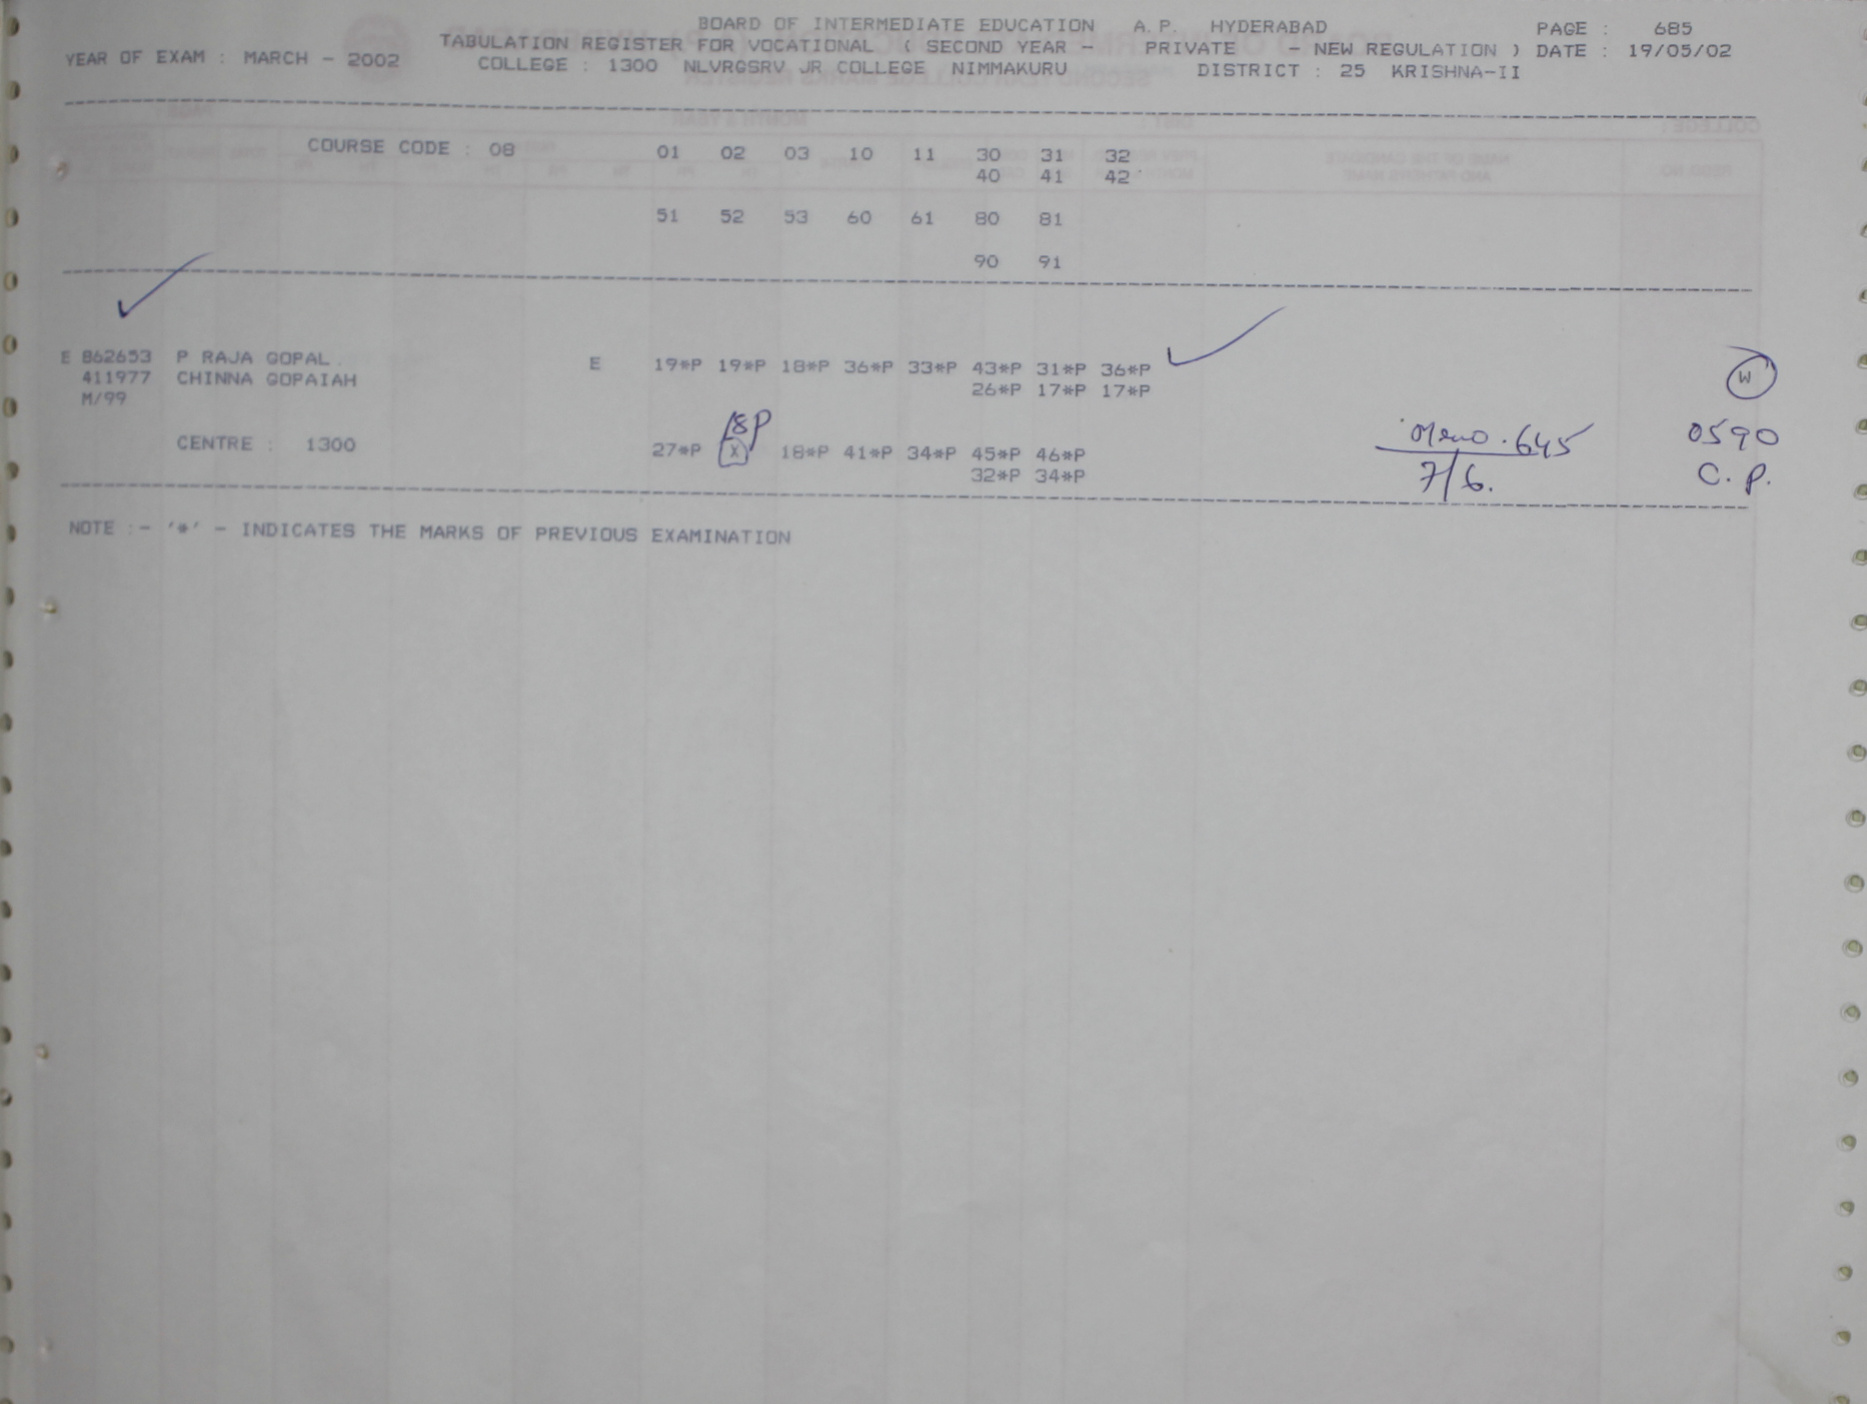 BOARD OF INTERMEDIATE EDUCATION A.P. HYDERABAD PAGE : 685
YEAR OF EXAM : MARCH - 2002 TABULATION REGISTER FOR VOCATIONAL ( SECOND YEAR - PRIVATE - NEW REGULATION ) DATE : 19/05/02
COLLEGE : 1300 NLVRGSRV JR COLLEGE NIMMAKURU DISTRICT : 25 KRISHNA-II
COURSE CODE : 08 01 02 03 10 11 30 31 32
40 41 42
51 52 53 60 61 80 81
90 91
E 862653 P RAJA GOPAL. E 19*P 19*P 18*P 36*P 33*P 43*P 31*P 36*P W
411977 CHINNA GOPAIAH 26*P 17*P 17*P
M/99
18P
CENTRE : 1300 27*P X 18*P 41*P 34*P 45*P 46*P Memo.645 0590
32*P 34*P 7/6. C.P.
NOTE :- '*' - INDICATES THE MARKS OF PREVIOUS EXAMINATION